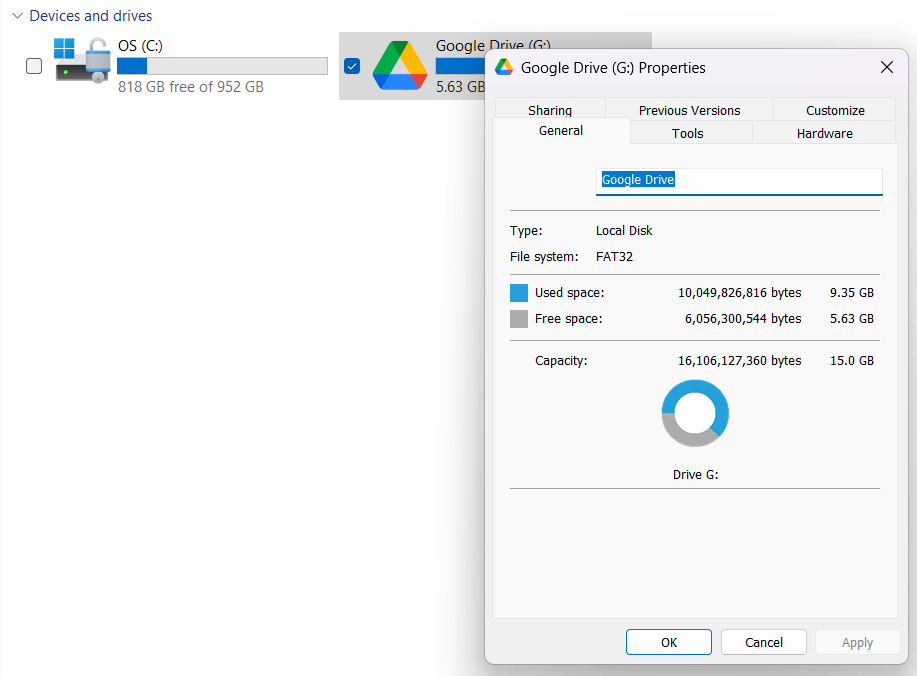 Devices and drives
OS (C:)
818 GB free of 952 GB
Google Drive (G:)
5.63 GB
Google Drive (G:) Properties
Sharing Previous Versions Customize
General Tools Hardware
Google Drive
Type: Local Disk
File system: FAT32
Used space: 10,049,826,816 bytes 9.35 GB
Free space: 6,056,300,544 bytes 5.63 GB
Capacity: 16,106,127,360 bytes 15.0 GB
Drive G:
OK Cancel Apply